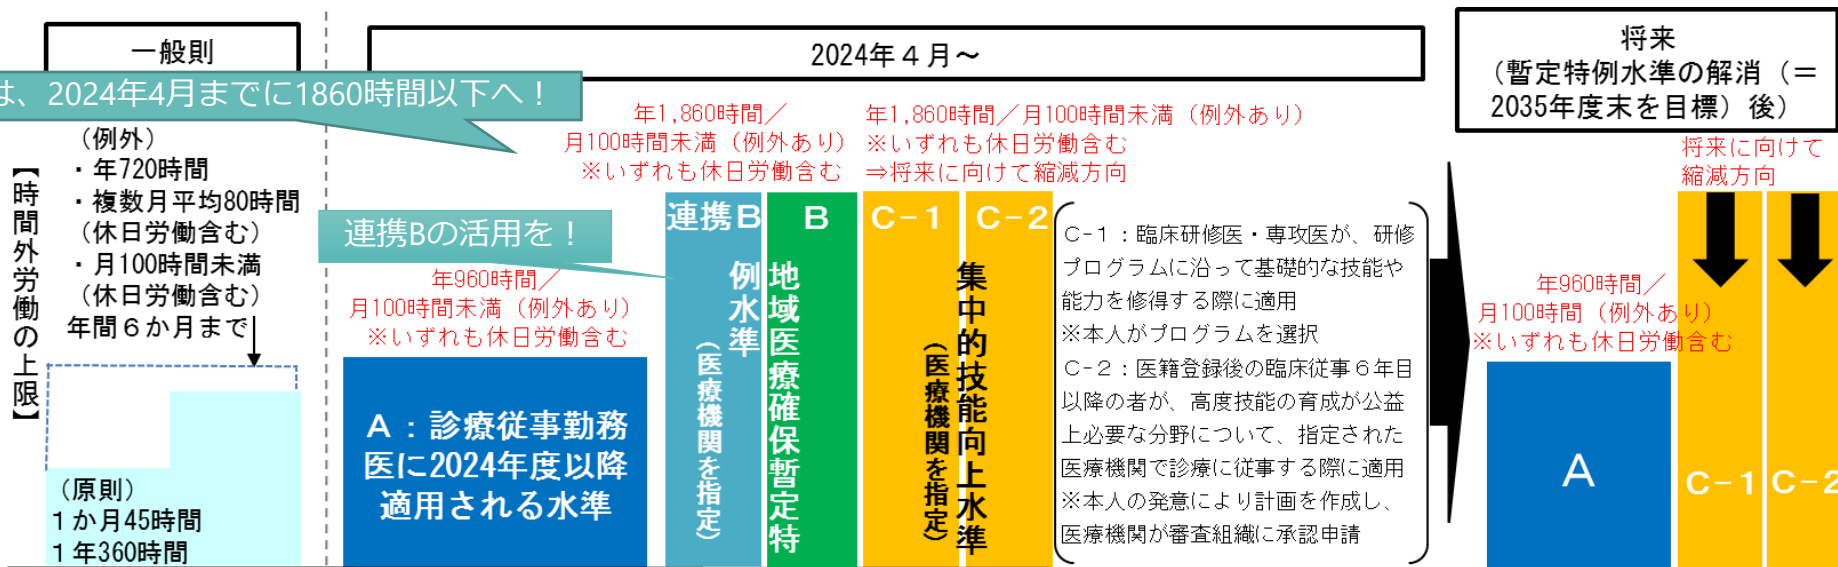 一般則
は、2024年4月までに1860時間以下へ！
（例外）
・年720時間
・複数月平均80時間
（休日労働含む）
・月100時間未満
（休日労働含む）
年間６か月まで
【時間外労働の上限】
（原則）
１か月45時間
１年360時間
2024年４月～
年1,860時間／
月100時間未満（例外あり）
※いずれも休日労働含む
年1,860時間／月100時間未満（例外あり）
※いずれも休日労働含む
⇒将来に向けて縮減方向
連携Bの活用を！
年960時間／
月100時間未満（例外あり）
※いずれも休日労働含む
Ａ：診療従事勤務
医に2024年度以降
適用される水準
連携Ｂ
Ｂ
地域医療確保暫定特
例水準
（医療機関を指定）
Ｃ－１
Ｃ－２
集中的技能向上水準
（医療機関を指定）
Ｃ－１：臨床研修医・専攻医が、研修
プログラムに沿って基礎的な技能や
能力を修得する際に適用
※本人がプログラムを選択
Ｃ－２：医籍登録後の臨床従事６年目
以降の者が、高度技能の育成が公益
上必要な分野について、指定された
医療機関で診療に従事する際に適用
※本人の発意により計画を作成し、
医療機関が審査組織に承認申請
将来
（暫定特例水準の解消（＝
2035年度末を目標）後）
将来に向けて
縮減方向
年960時間／
月100時間（例外あり）
※いずれも休日労働含む
Ａ
Ｃ－１
Ｃ－２